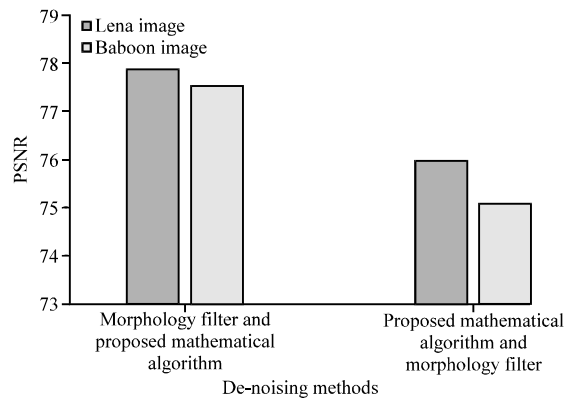 79
78
77
76
75
74
73
PSNR
Lena image
Baboon image
Morphology filter and
proposed mathematical
algorithm
Proposed mathematical
algorithm and
morphology filter
De-noising methods